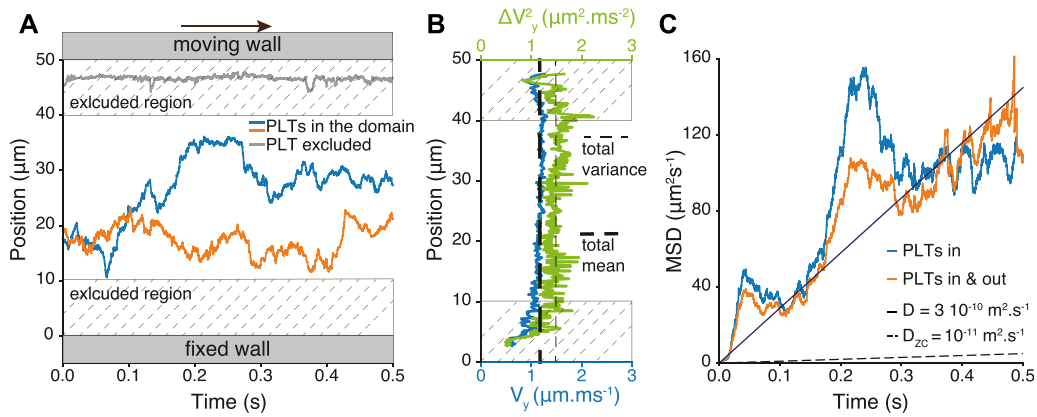 A
moving wall
50
exlcuded region
40
PLTs in the domain
PLT excluded
30
20
10
exlcuded region
0
fixed wall
Position (µm)
0.0 0.1 0.2 0.3 0.4 0.5
Time (s)
B
ΔV²y (µm².ms⁻²)
0 1 2 3
50
40
total
variance
30
20
total
mean
10
0
Position (µm)
0 1 2 3
Vy (µm.ms⁻¹)
C
160
120
80
40
0
MSD (µm²s⁻¹)
PLTs in
PLTs in & out
D = 3 10⁻¹⁰ m².s⁻¹
DZC = 10⁻¹¹ m².s⁻¹
0.0 0.1 0.2 0.3 0.4 0.5
Time (s)